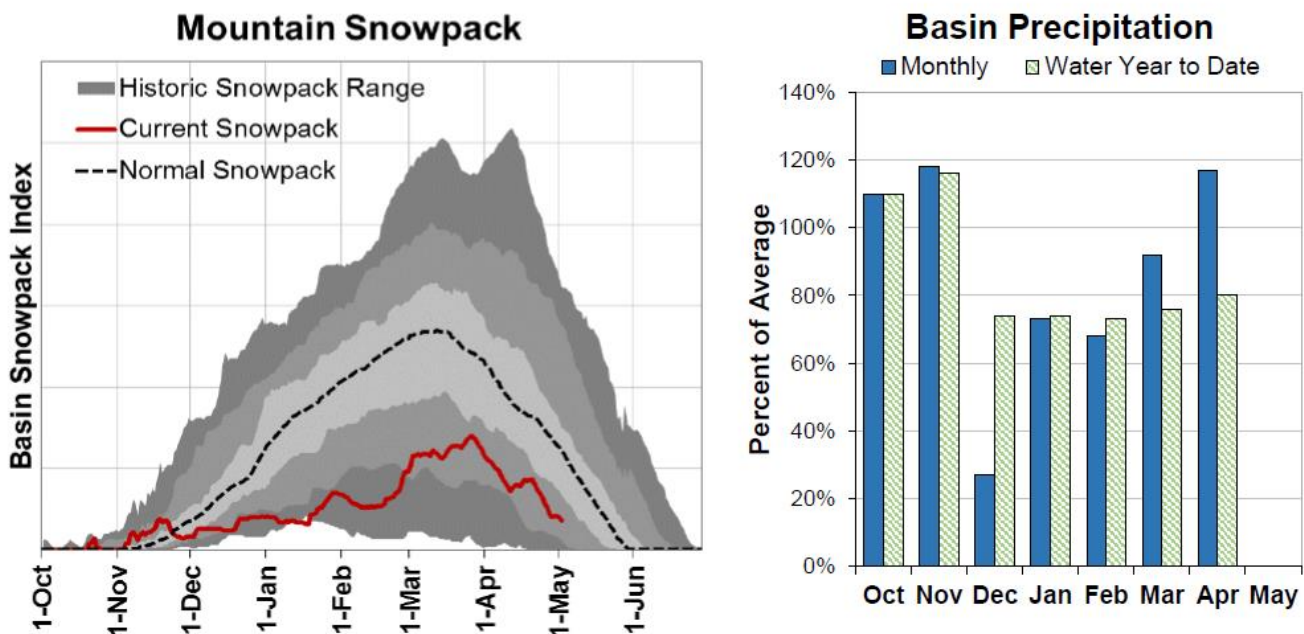 Mountain Snowpack
Historic Snowpack Range
Current Snowpack
Normal Snowpack
Basin Snowpack Index
1-Oct
1-Nov
1-Dec
1-Jan
1-Feb
1-Mar
1-Apr
1-May
1-Jun
Basin Precipitation
Monthly
Water Year to Date
Percent of Average
140%
120%
100%
80%
60%
40%
20%
0%
Oct Nov Dec Jan Feb Mar Apr May